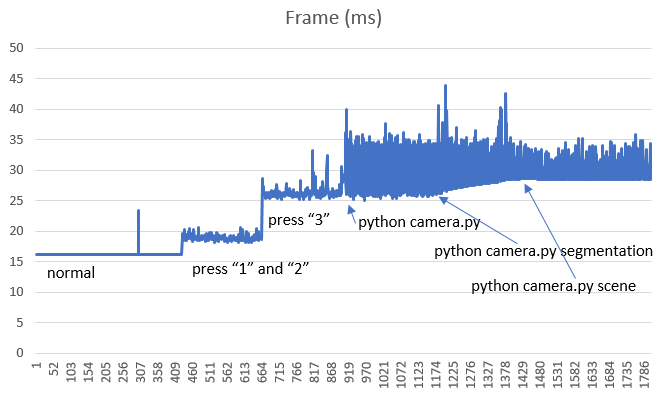 Frame (ms)
50
45
40
35
30
25
20
15
10
5
0
press “3”
python camera.py
python camera.py segmentation
normal
press “1” and “2”
python camera.py scene
1 52 103 154 205 256 307 358 409 460 511 562 613 664 715 766 817 868 919 970 1021 1072 1123 1174 1225 1276 1327 1378 1429 1480 1531 1582 1633 1684 1735 1786